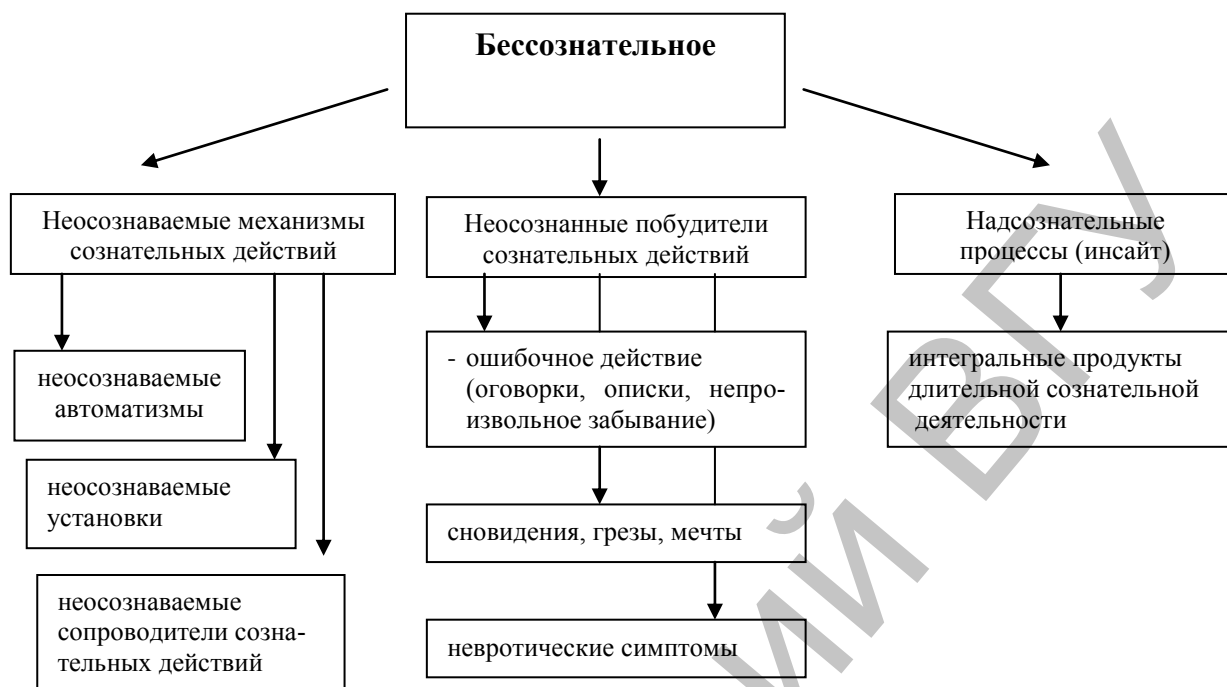 Бессознательное
Неосознаваемые механизмы
сознательных действий
Неосознанные побудители
сознательных действий
Надсознательные
процессы (инсайт)
неосознаваемые
автоматизмы
- ошибочное действие
(оговорки, описки, непро-
извольное забывание)
интегральные продукты
длительной сознательной
деятельности
неосознаваемые
установки
сновидения, грезы, мечты
неосознаваемые
сопроводители созна-
тельных действий
невротические симптомы
ВГУ